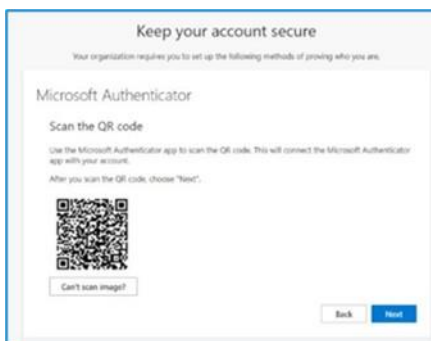 Keep your account secure
Your organization requires you to set up the following methods of proving who you are.
Microsoft Authenticator
Scan the QR code
Use the Microsoft Authenticator app to scan the QR code. This will connect the Microsoft Authenticator
app with your account.
After you scan the QR code, choose "Next".
Can't scan image?
Back Next